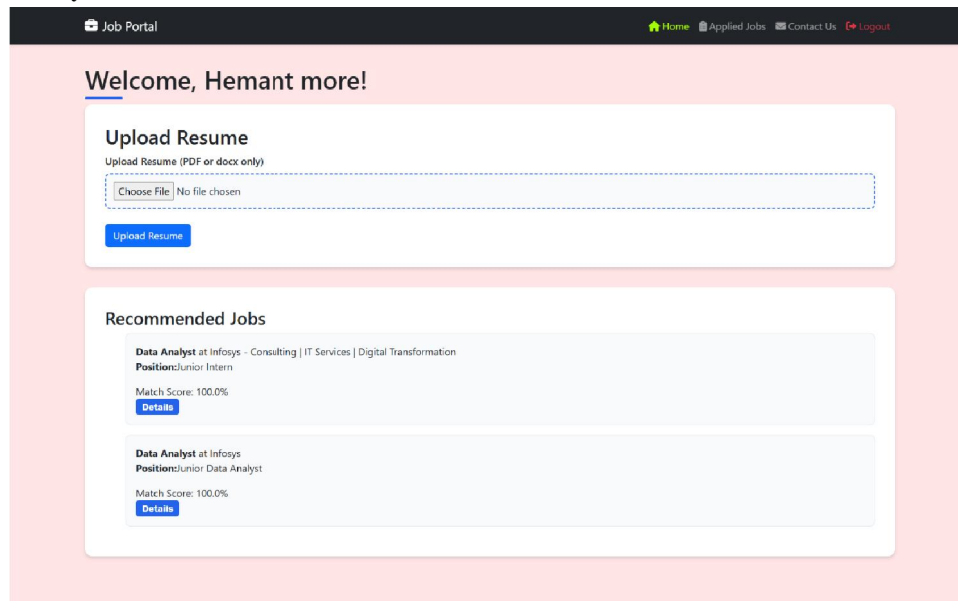 Job Portal
Home Applied Jobs Contact Us Logout
Welcome, Hemant more!
Upload Resume
Upload Resume (PDF or docx only)
Choose File No file chosen
Upload Resume
Recommended Jobs
Data Analyst at Infosys - Consulting | IT Services | Digital Transformation
Position:Junior Intern
Match Score: 100.0%
Details
Data Analyst at Infosys
Position:Junior Data Analyst
Match Score: 100.0%
Details